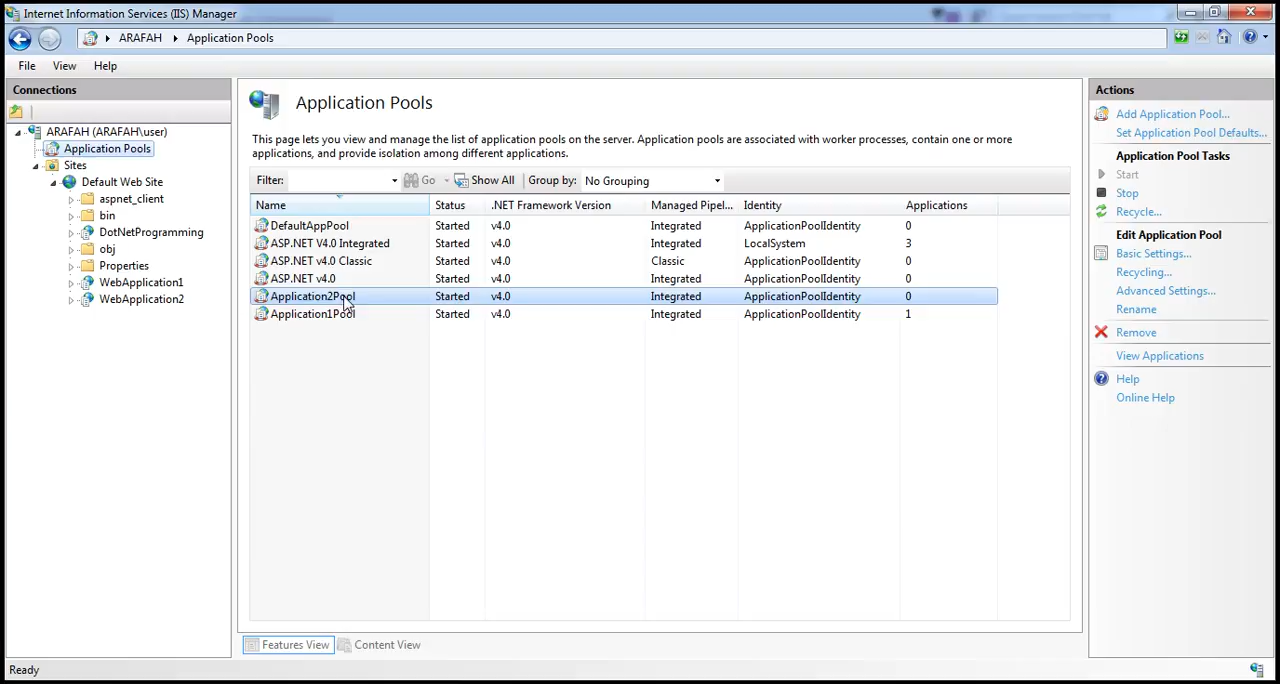 Internet Information Services (IIS) Manager
ARAFAH
Application Pools
File View Help
Connections
ARAFAH (ARAFAH\user)
Application Pools
Sites
Default Web Site
aspnet_client
bin
DotNetProgramming
obj
Properties
WebApplication1
WebApplication2
Application Pools
This page lets you view and manage the list of application pools on the server. Application pools are associated with worker processes, contain one or more
applications, and provide isolation among different applications.
Filter: Go Show All Group by: No Grouping
Name Status .NET Framework Version Managed Pipel... Identity Applications
DefaultAppPool Started v4.0 Integrated ApplicationPoolIdentity 0
ASP.NET V4.0 Integrated Started v4.0 Integrated LocalSystem 3
ASP.NET v4.0 Classic Started v4.0 Classic ApplicationPoolIdentity 0
ASP.NET v4.0 Started v4.0 Integrated ApplicationPoolIdentity 0
Application2Pool Started v4.0 Integrated ApplicationPoolIdentity 0
Application1Pool Started v4.0 Integrated ApplicationPoolIdentity 1
Features View Content View
Actions
Add Application Pool...
Set Application Pool Defaults...
Application Pool Tasks
Start
Stop
Recycle...
Edit Application Pool
Basic Settings...
Recycling...
Advanced Settings...
Rename
Remove
View Applications
Help
Online Help
Ready